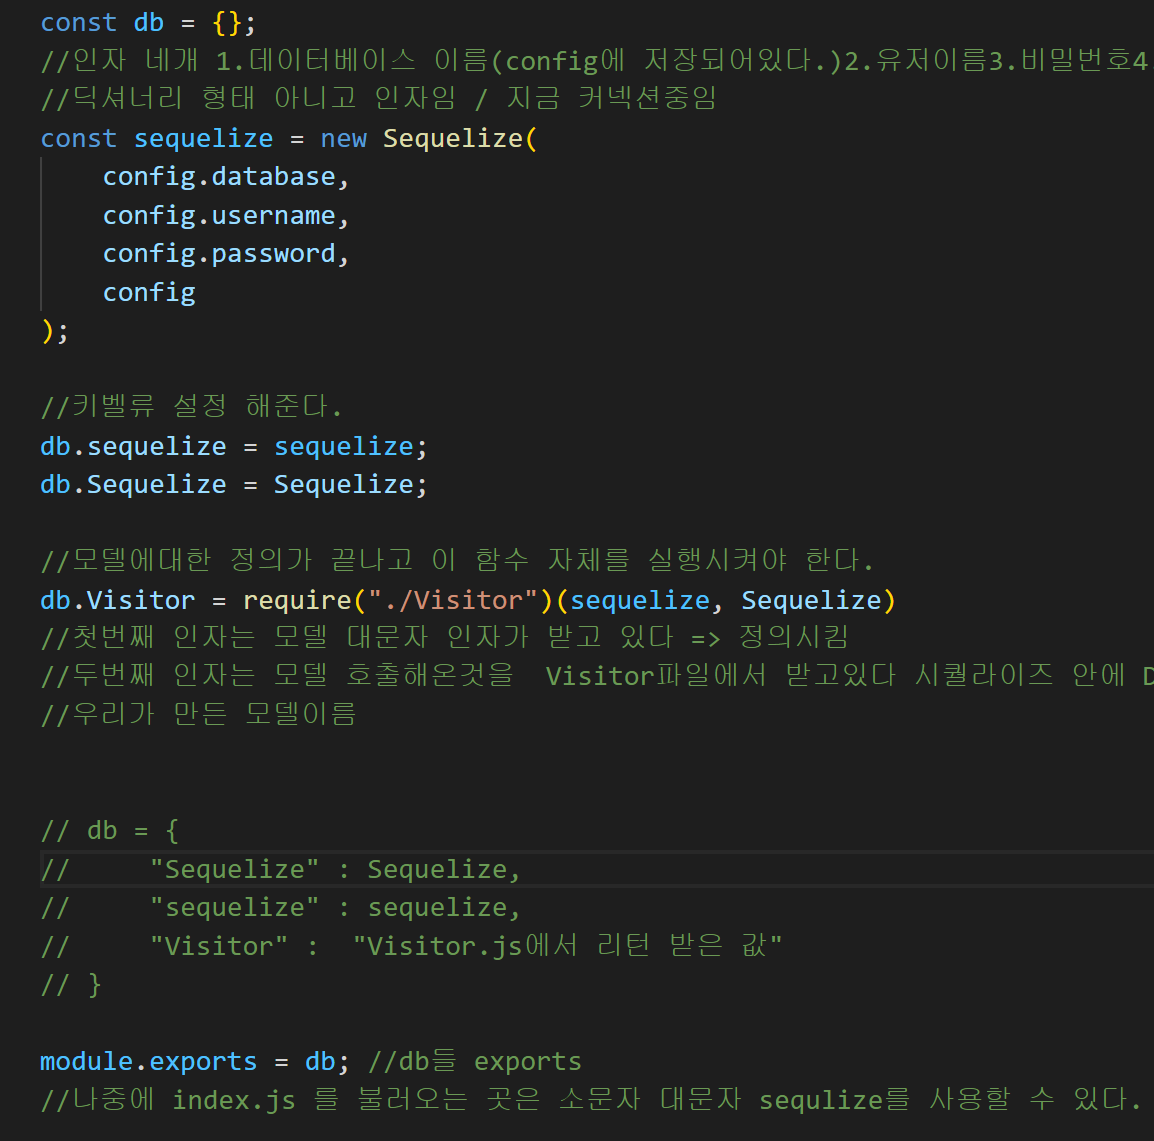 const db = {};
//인자 네개 1.데이터베이스 이름(config에 저장되어있다.)2.유저이름3.비밀번호4
//딕셔너리 형태 아니고 인자임 / 지금 커넥션중임
const sequelize = new Sequelize(
    config.database,
    config.username,
    config.password,
    config
);
//키벨류 설정 해준다.
db.sequelize = sequelize;
db.Sequelize = Sequelize;
//모델에대한 정의가 끝나고 이 함수 자체를 실행시켜야 한다.
db.Visitor = require("./Visitor")(sequelize, Sequelize)
//첫번째 인자는 모델 대문자 인자가 받고 있다 => 정의시킴
//두번째 인자는 모델 호출해온것을  Visitor파일에서 받고있다 시퀄라이즈 안에 D
//우리가 만든 모델이름
// db = {
//     "Sequelize" : Sequelize,
//     "sequelize" : sequelize,
//     "Visitor" :  "Visitor.js에서 리턴 받은 값"
// }
module.exports = db; //db들 exports
//나중에 index.js 를 불러오는 곳은 소문자 대문자 sequlize를 사용할 수 있다.